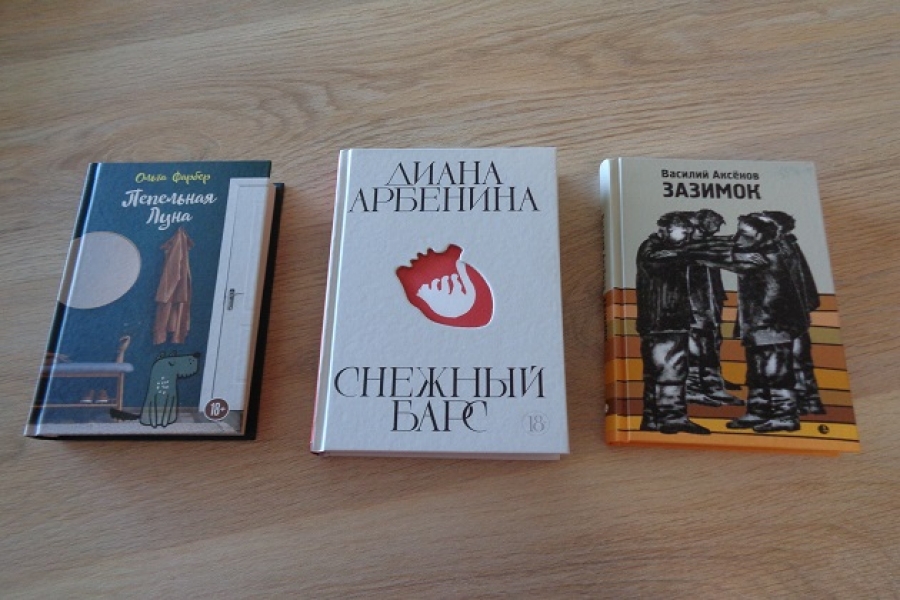 Ольга Фарбер
Пепельная
Луна
18+
ДИАНА
АРБЕНИНА
СНЕЖНЫЙ
БАРС
18+
Василий Аксёнов
ЗАЗИМОК